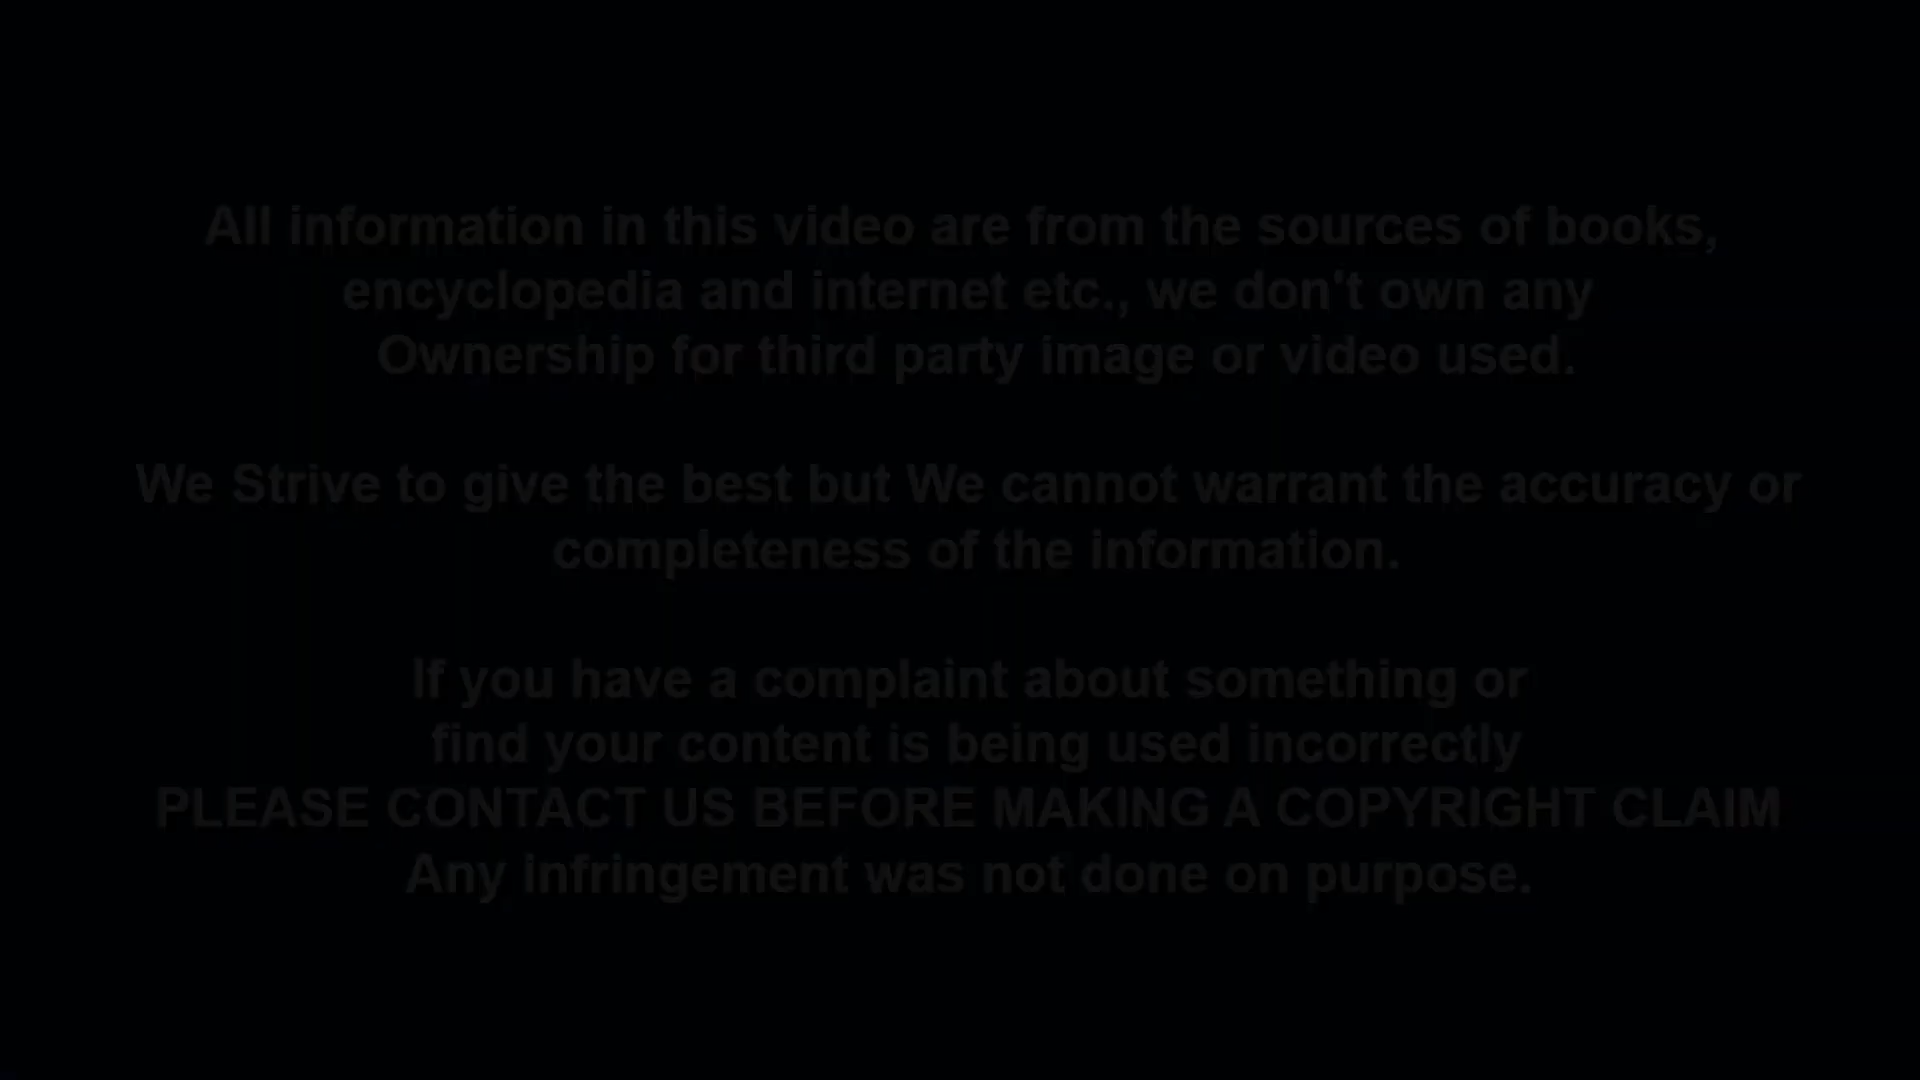 All information in this video are from the sources of books,
encyclopedia and internet etc., we don't own any
Ownership for third party image or video used.
We Strive to give the best but We cannot warrant the accuracy or
completeness of the information.
If you have a complaint about something or
find your content is being used incorrectly
PLEASE CONTACT US BEFORE MAKING A COPYRIGHT CLAIM
Any infringement was not done on purpose.